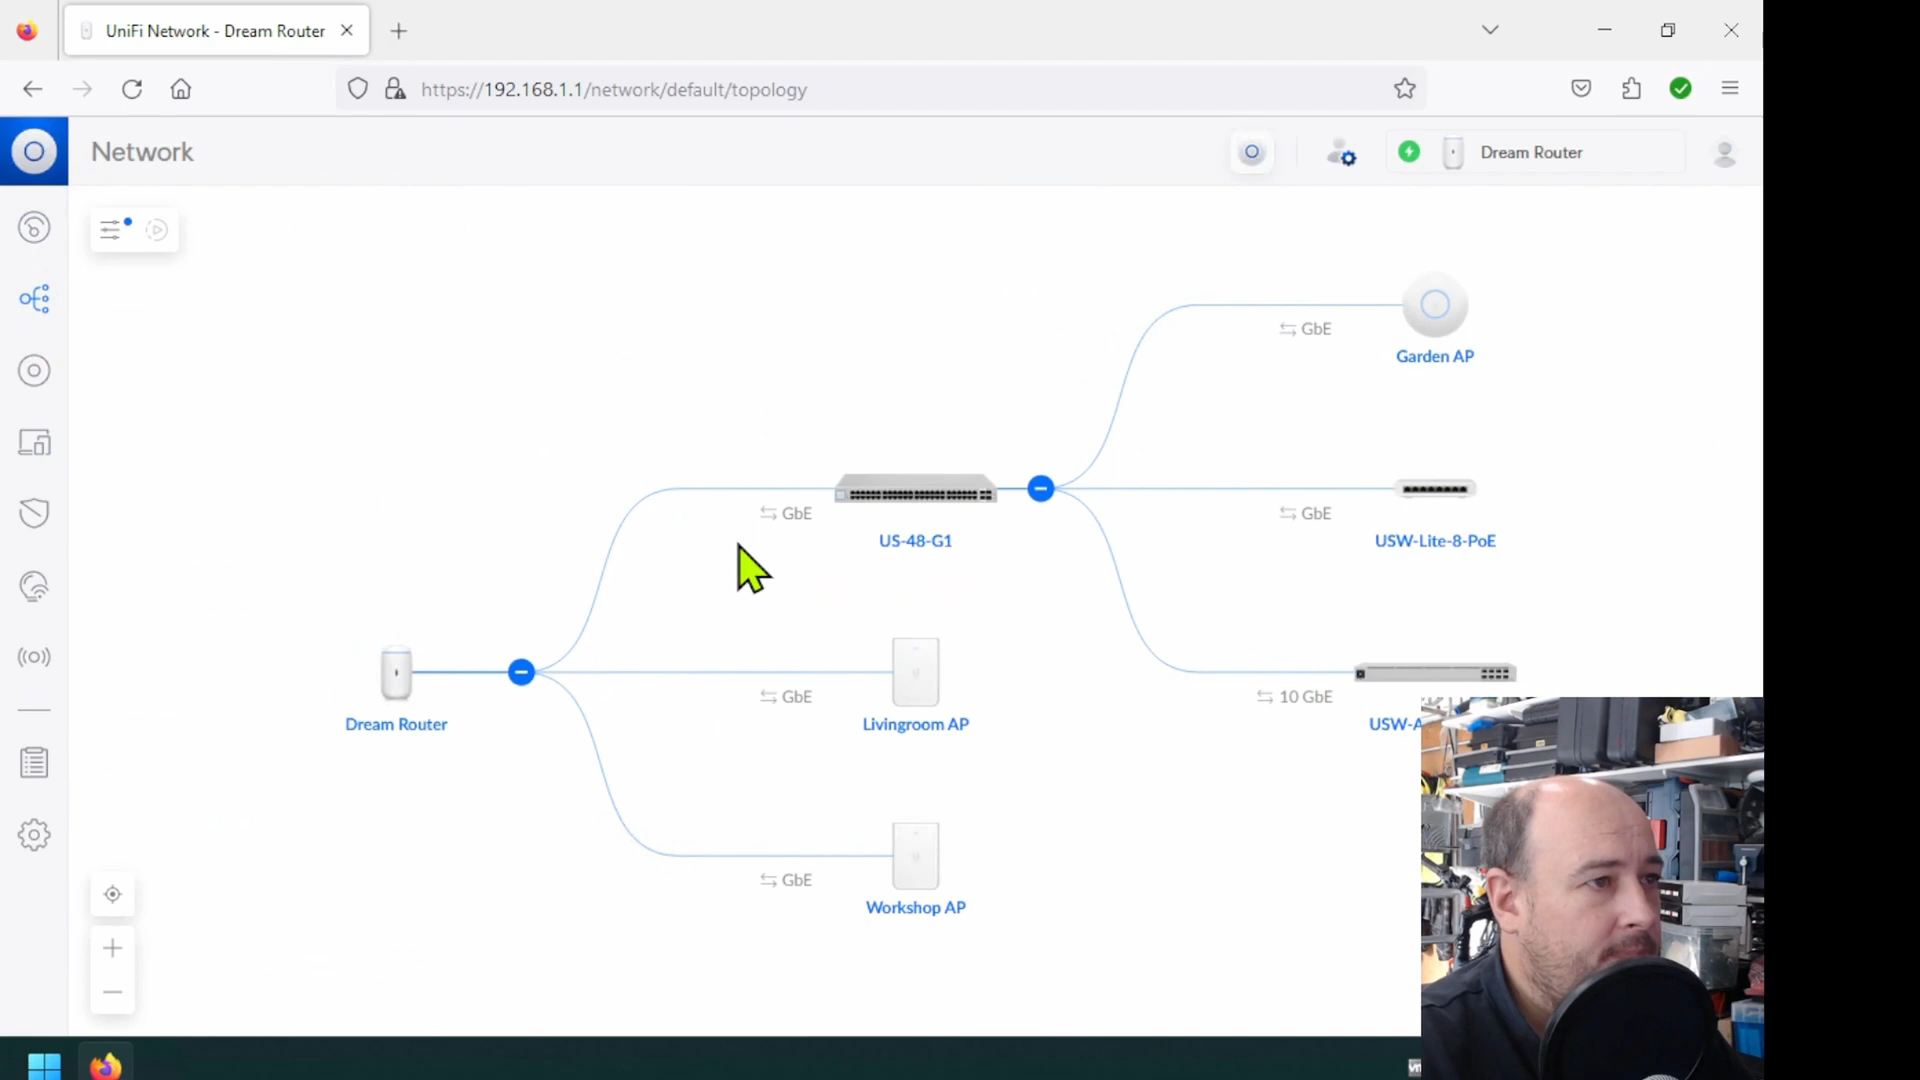 UniFi Network - Dream Router
https://192.168.1.1/network/default/topology
Network
Dream Router
GbE
Garden AP
GbE
US-48-G1
GbE
USW-Lite-8-PoE
Dream Router
GbE
Livingroom AP
10 GbE
USW-A
GbE
Workshop AP